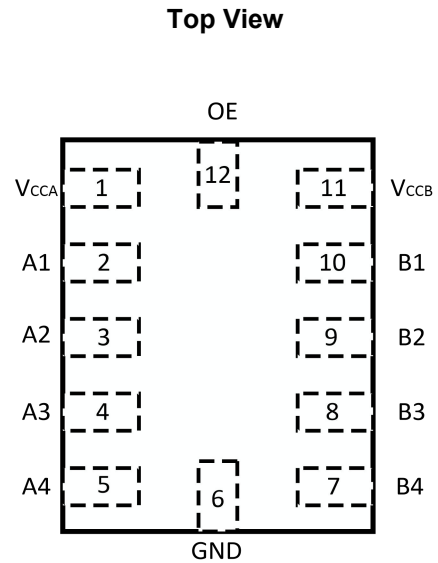 Top View
OE
VCCA 1 12 11 VCCB
A1 2 10 B1
A2 3 9 B2
A3 4 8 B3
A4 5 6 7 B4
GND